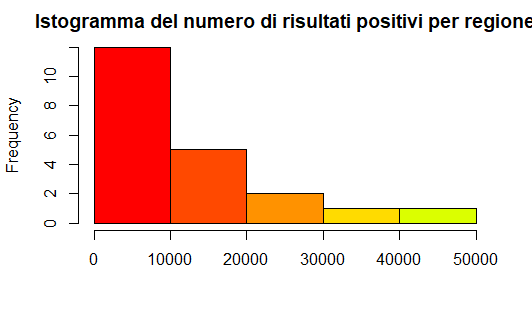 Istogramma del numero di risultati positivi per regione
Frequency
10
8
6
4
2
0
0 10000 20000 30000 40000 50000